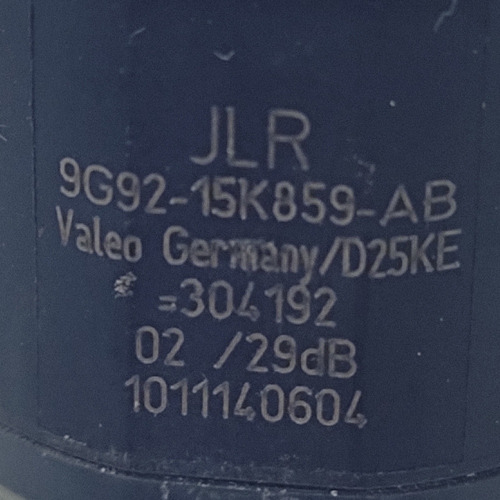 JLR
9G92-15K859-AB
Valeo Germany/D25KE
=304192
02 /29dB
1011140604